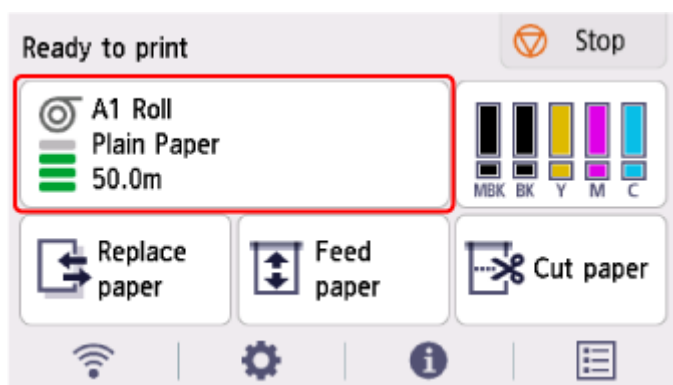 Ready to print
Stop
A1 Roll
Plain Paper
50.0m
MBK BK Y M C
Replace
paper
Feed
paper
Cut paper